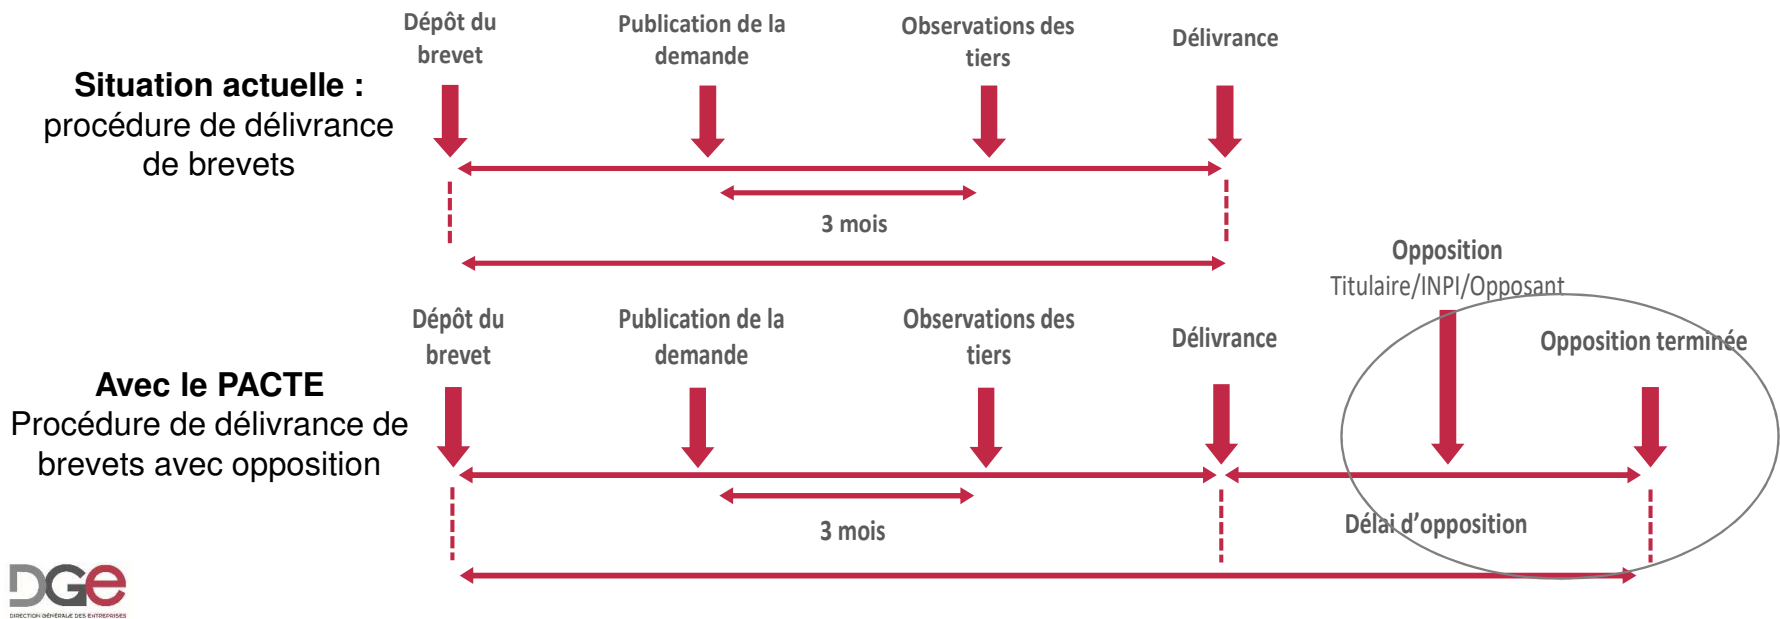 Dépôt du
brevet
Publication de la
demande
Observations des
tiers
Délivrance
Situation actuelle :
procédure de délivrance
de brevets
3 mois
Opposition
Titulaire/INPI/Opposant
Dépôt du
brevet
Publication de la
demande
Observations des
tiers
Délivrance
Opposition terminée
Avec le PACTE
Procédure de délivrance de
brevets avec opposition
3 mois
Délai d’opposition
DGe
DIRECTION GÉNÉRALE DES ENTREPRISES